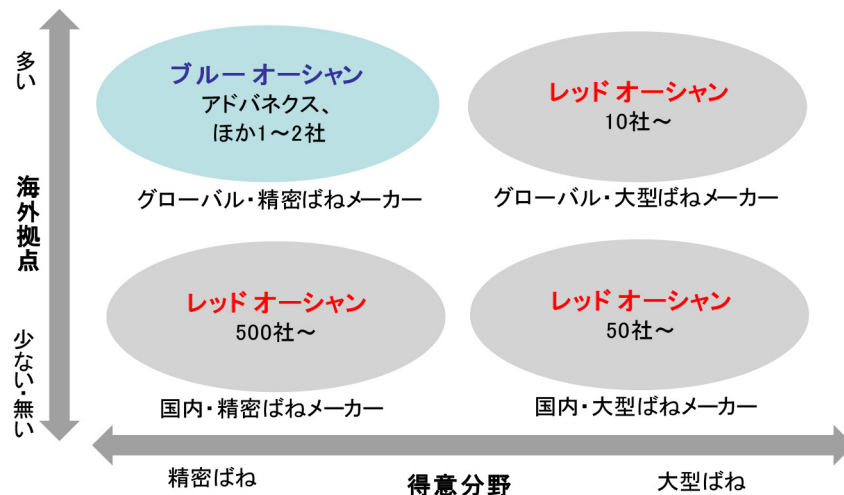 多い
海外拠点
少ない・無い
ブルー オーシャン
アドバネクス、
ほか1～2社
グローバル・精密ばねメーカー
レッド オーシャン
10社～
グローバル・大型ばねメーカー
レッド オーシャン
500社～
国内・精密ばねメーカー
レッド オーシャン
50社～
国内・大型ばねメーカー
精密ばね
得意分野
大型ばね